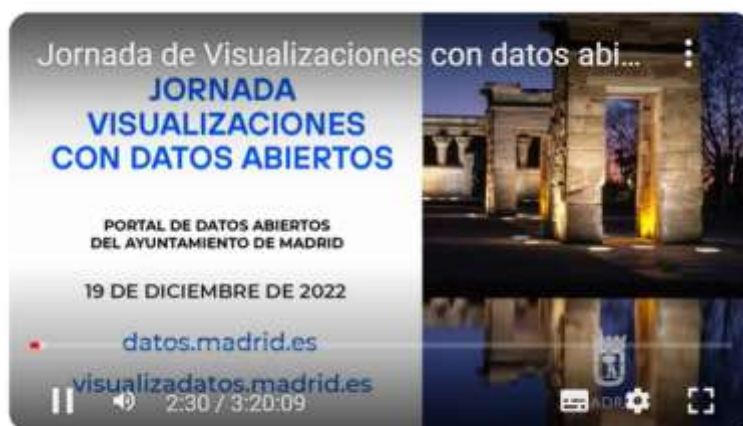 Jornada de Visualizaciones con datos abi...
JORNADA
VISUALIZACIONES
CON DATOS ABIERTOS
PORTAL DE DATOS ABIERTOS
DEL AYUNTAMIENTO DE MADRID
19 DE DICIEMBRE DE 2022
datos.madrid.es
visualizadatos.madrid.es
2:30 / 3:20:09